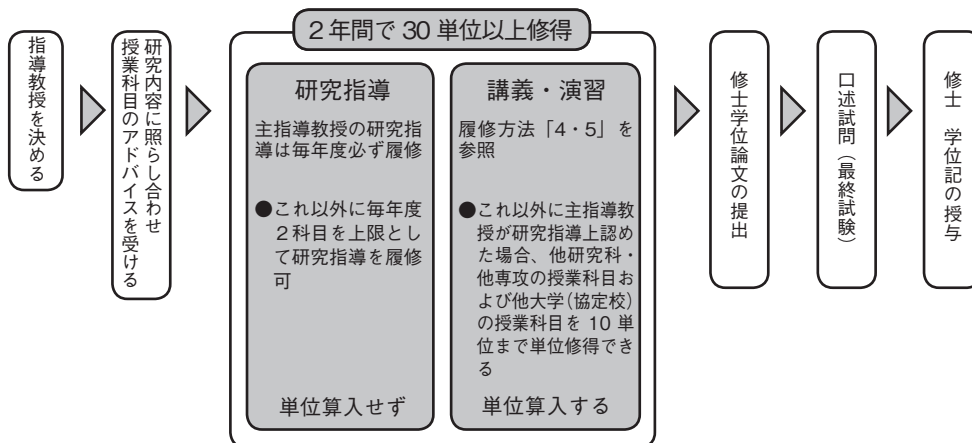 指導教授を決める
研究内容に照らし合わせ
授業科目のアドバイスを受ける
2年間で30単位以上修得
研究指導
主指導教授の研究指
導は毎年度必ず履修
●これ以外に毎年度
2科目を上限とし
て研究指導を履修
可
単位算入せず
講義・演習
履修方法「4・5」を
参照
●これ以外に主指導教
授が研究指導上認め
た場合、他研究科・
他専攻の授業科目お
よび他大学(協定校)
の授業科目を 10 単
位まで単位修得でき
る
単位算入する
修士学位論文の提出
口述試問(最終試験)
修士 学位記の授与